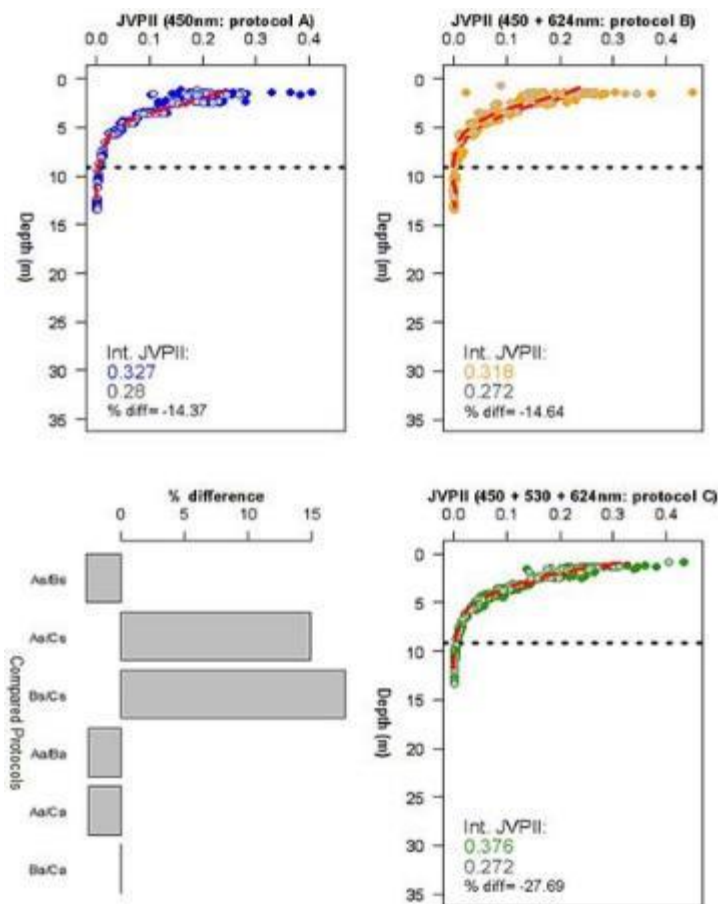 JVPII (450nm: protocol A)
0.0 0.1 0.2 0.3 0.4
0
5
10
15
20
25
30
35
Depth (m)
Int. JVPII:
0.327
0.28
% diff= -14.37
JVPII (450 + 624nm: protocol B)
0.0 0.1 0.2 0.3 0.4
0
5
10
15
20
25
30
35
Depth (m)
Int. JVPII:
0.318
0.272
% diff= -14.64
% difference
0 5 10 15
As/Bs
As/Cs
Bs/Cs
Aa/Ba
Aa/Ca
Ba/Ca
Compared Protocols
JVPII (450 + 530 + 624nm: protocol C)
0.0 0.1 0.2 0.3 0.4
0
5
10
15
20
25
30
35
Depth (m)
Int. JVPII:
0.376
0.272
% diff= -27.69